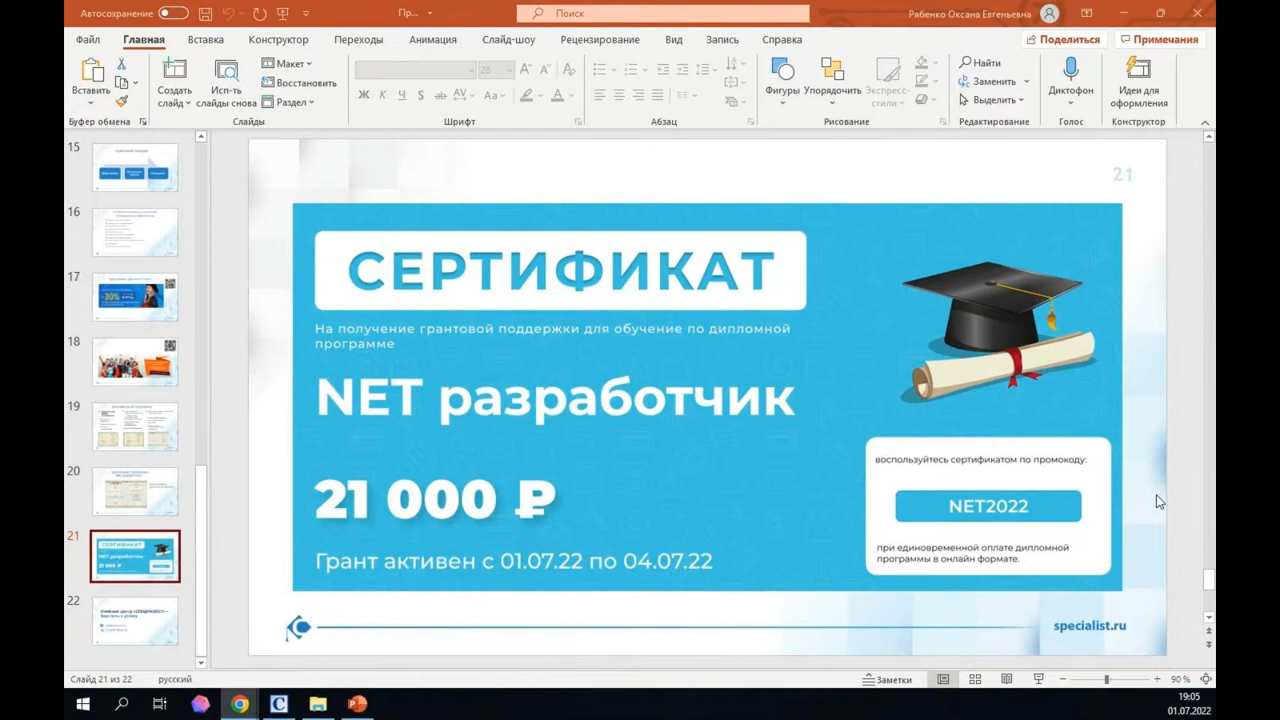 Автосохранение
Пр...
Поиск
Рябенко Оксана Евгеньевна
Файл Главная Вставка Конструктор Переходы Анимация Слайд-шоу Рецензирование Вид Запись Справка Поделиться Примечания
Вставить
Создать слайд
Исп-ть слайды снова
Макет
Восстановить
Раздел
28
Ж К Ч S ab AV Aa A
Фигуры
Упорядочить
Экспресс-стили
Найти
Заменить
Выделить
Диктофон
Идеи для оформления
Буфер обмена Слайды Шрифт Абзац Рисование Редактирование Голос Конструктор
15
16
17
18
19
20
21
22
21
СЕРТИФИКАТ
На получение грантовой поддержки для обучение по дипломной
программе
NET разработчик
21 000 ₽
Грант активен с 01.07.22 по 04.07.22
воспользуйтесь сертификатом по промокоду:
NET2022
при единовременной оплате дипломной
программы в онлайн формате.
specialist.ru
Слайд 21 из 22 русский Заметки 90 %
19:05
01.07.2022